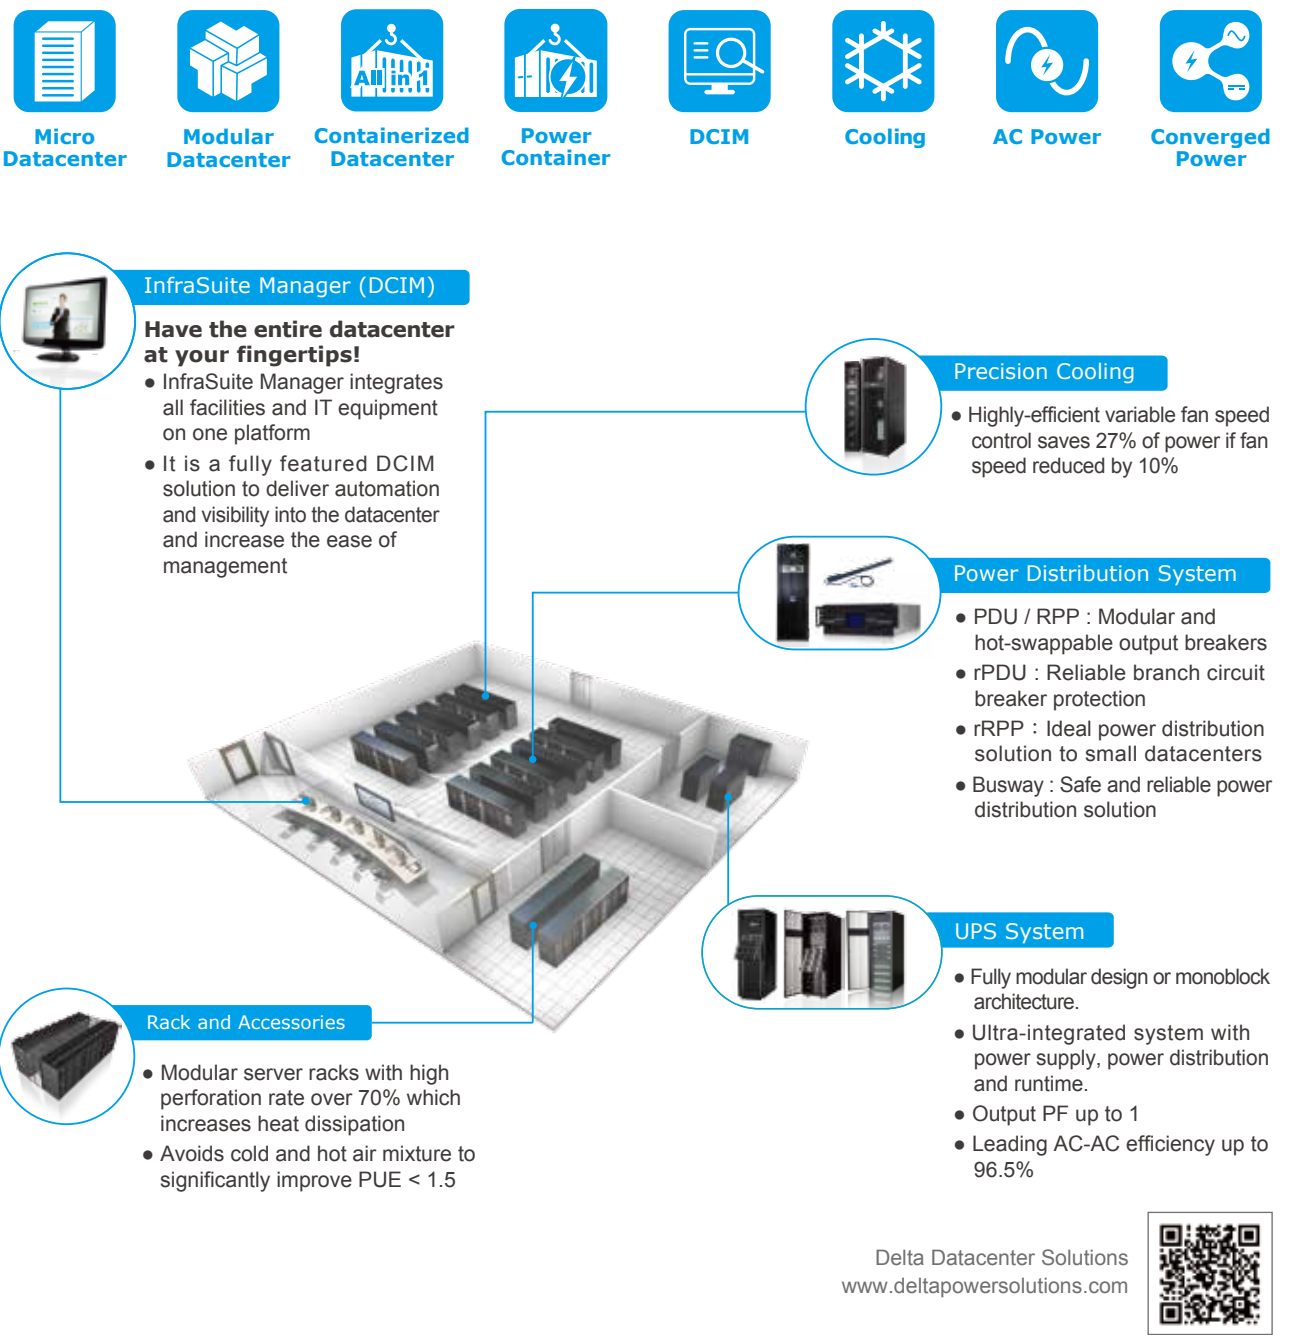 Micro
Datacenter
Modular
Datacenter
All in 1
Containerized
Datacenter
Power
Container
DCIM
Cooling
AC Power
Converged
Power
InfraSuite Manager (DCIM)
Have the entire datacenter
at your fingertips!
● InfraSuite Manager integrates
all facilities and IT equipment
on one platform
● It is a fully featured DCIM
solution to deliver automation
and visibility into the datacenter
and increase the ease of
management
Precision Cooling
● Highly-efficient variable fan speed
control saves 27% of power if fan
speed reduced by 10%
Power Distribution System
● PDU / RPP : Modular and
hot-swappable output breakers
● rPDU : Reliable branch circuit
breaker protection
● rRPP：Ideal power distribution
solution to small datacenters
● Busway : Safe and reliable power
distribution solution
UPS System
● Fully modular design or monoblock
architecture.
● Ultra-integrated system with
power supply, power distribution
and runtime.
● Output PF up to 1
● Leading AC-AC efficiency up to
96.5%
Rack and Accessories
● Modular server racks with high
perforation rate over 70% which
increases heat dissipation
● Avoids cold and hot air mixture to
significantly improve PUE < 1.5
Delta Datacenter Solutions
www.deltapowersolutions.com